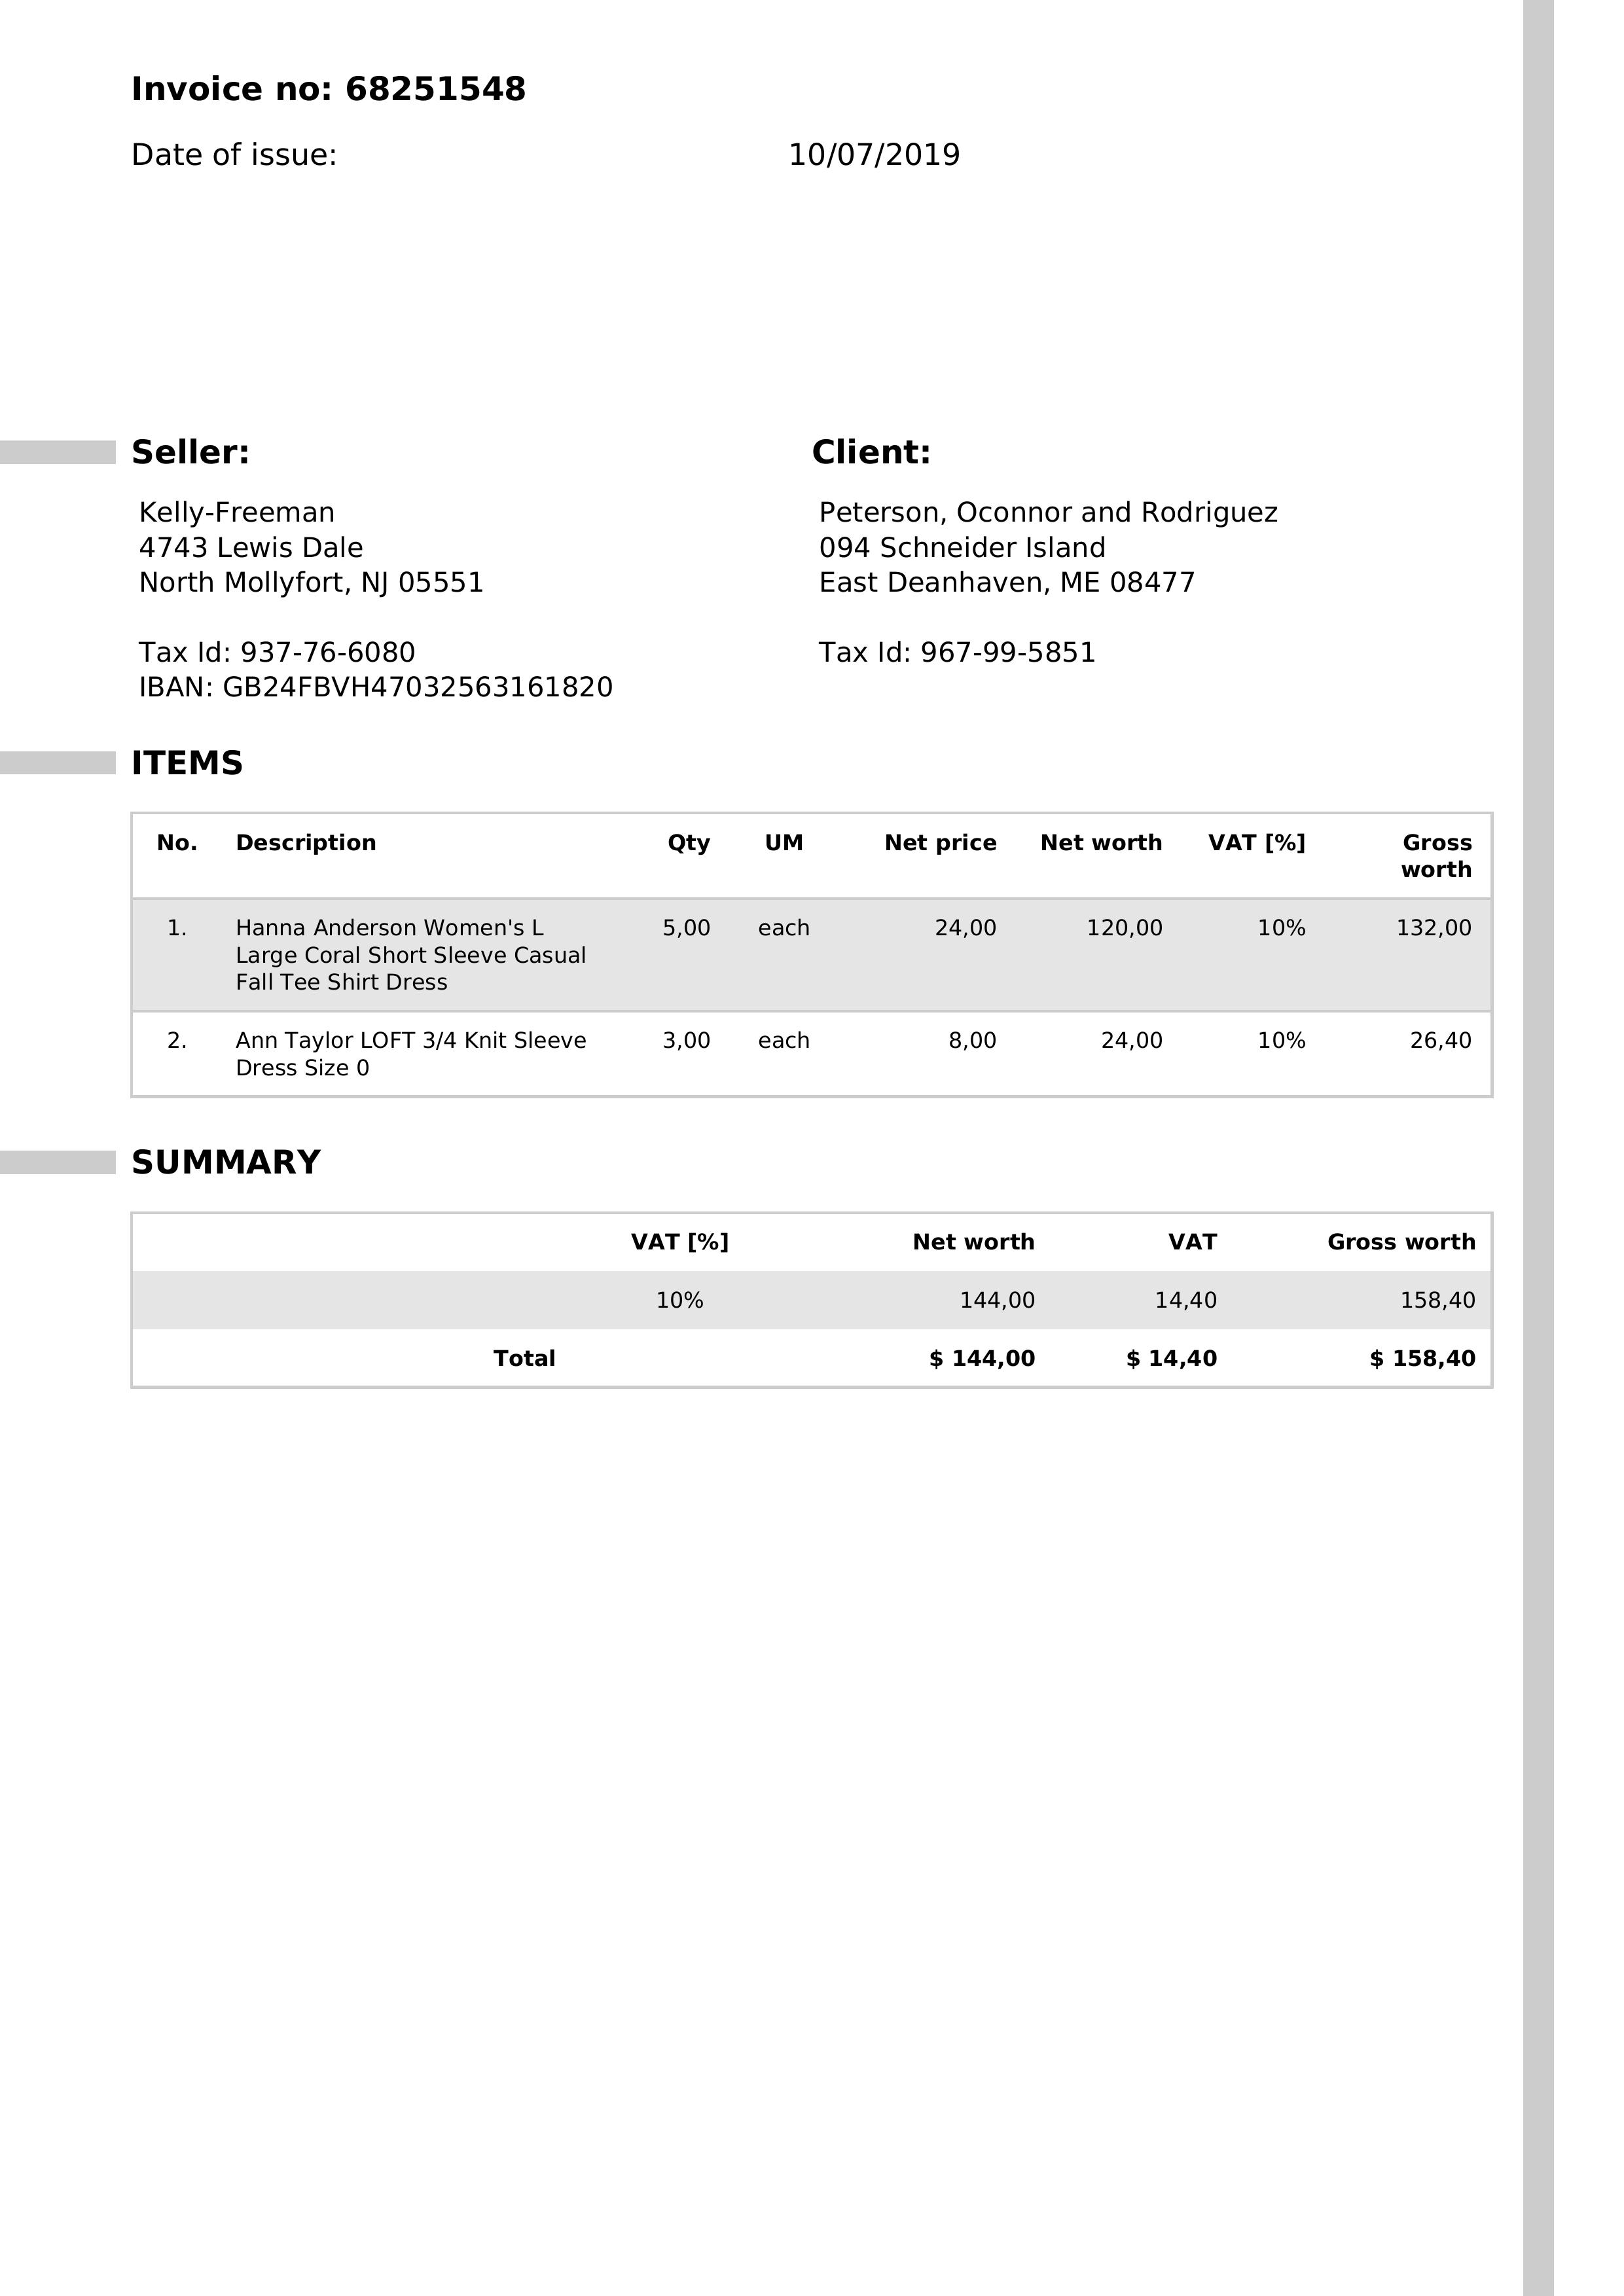 Invoice no: 68251548
Date of issue: 10/07/2019
Seller:
Kelly-Freeman
4743 Lewis Dale
North Mollyfort, NJ 05551
Tax Id: 937-76-6080
IBAN: GB24FBVH47032563161820
Client:
Peterson, Oconnor and Rodriguez
094 Schneider Island
East Deanhaven, ME 08477
Tax Id: 967-99-5851
ITEMS
No. Description Qty UM Net price Net worth VAT [%] Gross
worth
1. Hanna Anderson Women's L 5,00 each 24,00 120,00 10% 132,00
Large Coral Short Sleeve Casual
Fall Tee Shirt Dress
2. Ann Taylor LOFT 3/4 Knit Sleeve 3,00 each 8,00 24,00 10% 26,40
Dress Size 0
SUMMARY
VAT [%] Net worth VAT Gross worth
10% 144,00 14,40 158,40
Total $ 144,00 $ 14,40 $ 158,40